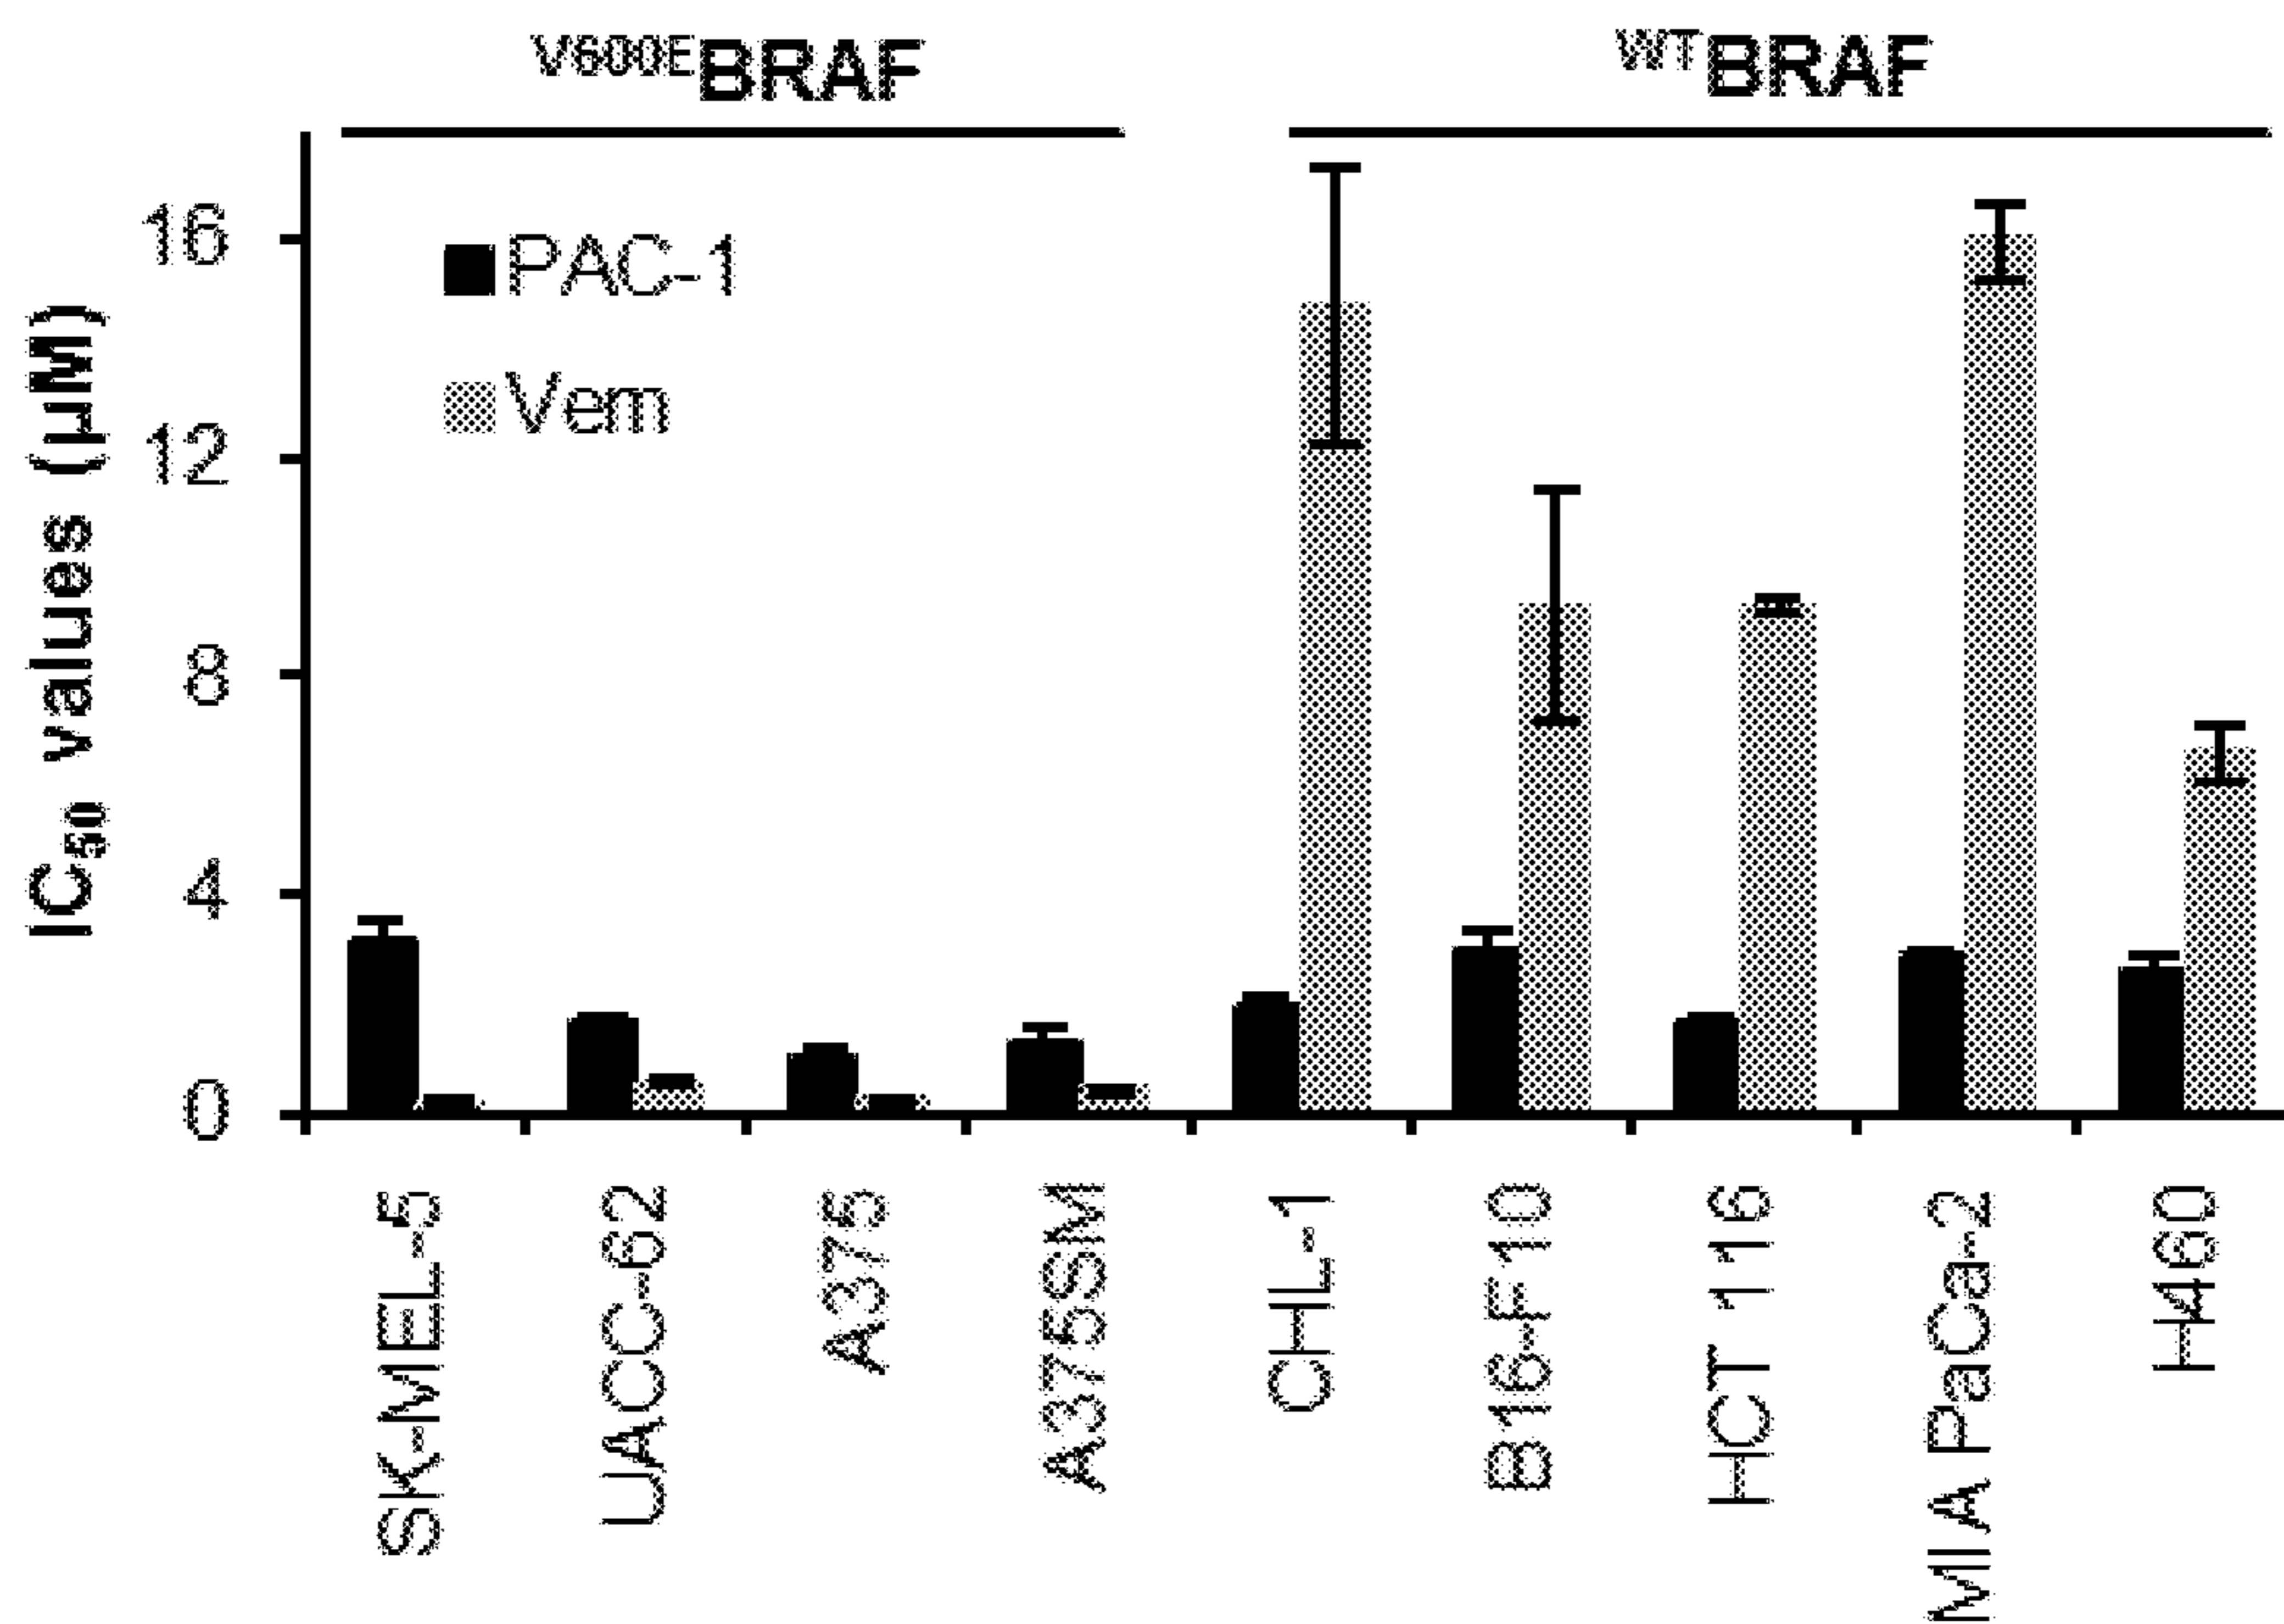 V600EBRAF WTBRAF
IC50 values (µM)
16
12
8
4
0
PAC-1
Vem
SK-MEL-5
UACC-62
A375
A375SM
CHL-1
B16-F10
HCT 116
MIA PaCa-2
H460